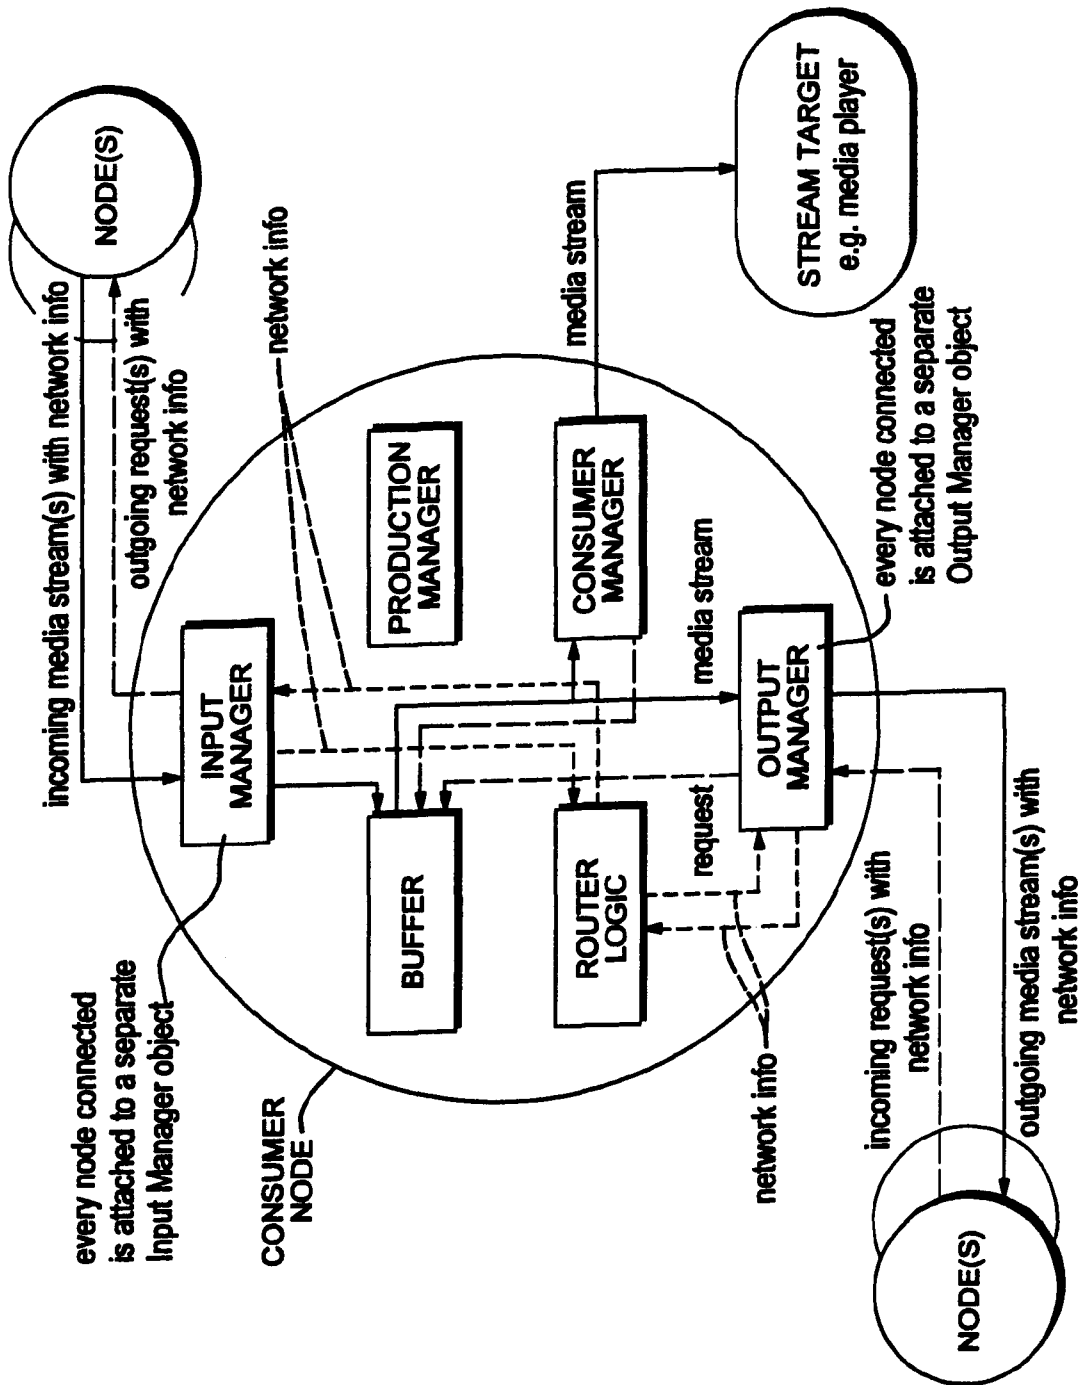 NODE(S)
incoming media stream(s) with network info
outgoing request(s) with
network info
network info
every node connected
is attached to a separate
Input Manager object
CONSUMER
NODE
INPUT
MANAGER
PRODUCTION
MANAGER
BUFFER
ROUTER
LOGIC
CONSUMER
MANAGER
media stream
STREAM TARGET
e.g. media player
media stream
request
OUTPUT
MANAGER
every node connected
is attached to a separate
Output Manager object
network info
incoming request(s) with
network info
outgoing media stream(s) with
network info
NODE(S)